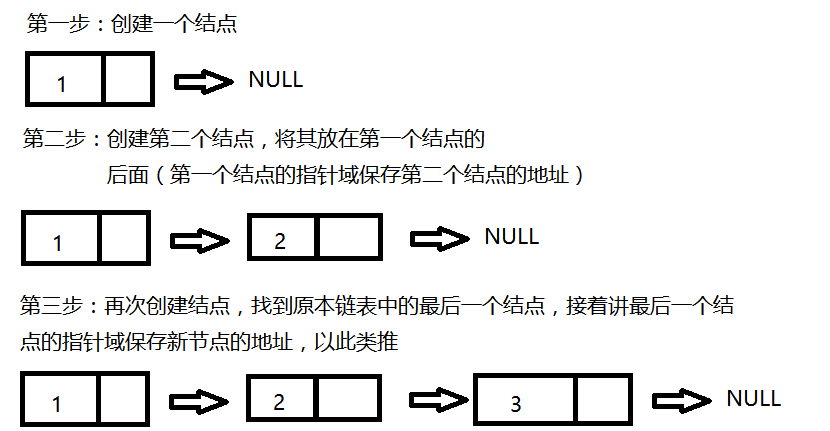 第一步：创建一个结点
1 NULL
第二步：创建第二个结点，将其放在第一个结点的
后面（第一个结点的指针域保存第二个结点的地址）
1 2 NULL
第三步：再次创建结点，找到原本链表中的最后一个结点，接着讲最后一个结
点的指针域保存新节点的地址，以此类推
1 2 3 NULL